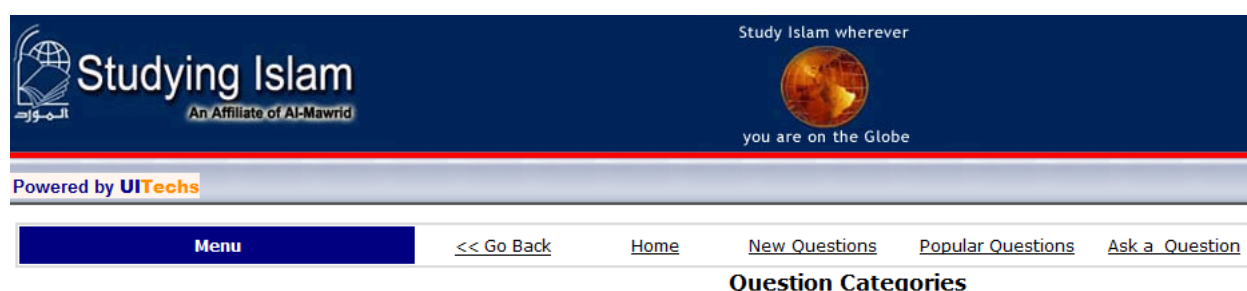 Study Islam wherever
Studying Islam
An Affiliate of Al-Mawrid
المورد
you are on the Globe
Powered by UITechs
Menu << Go Back Home New Questions Popular Questions Ask a Question
Question Categories